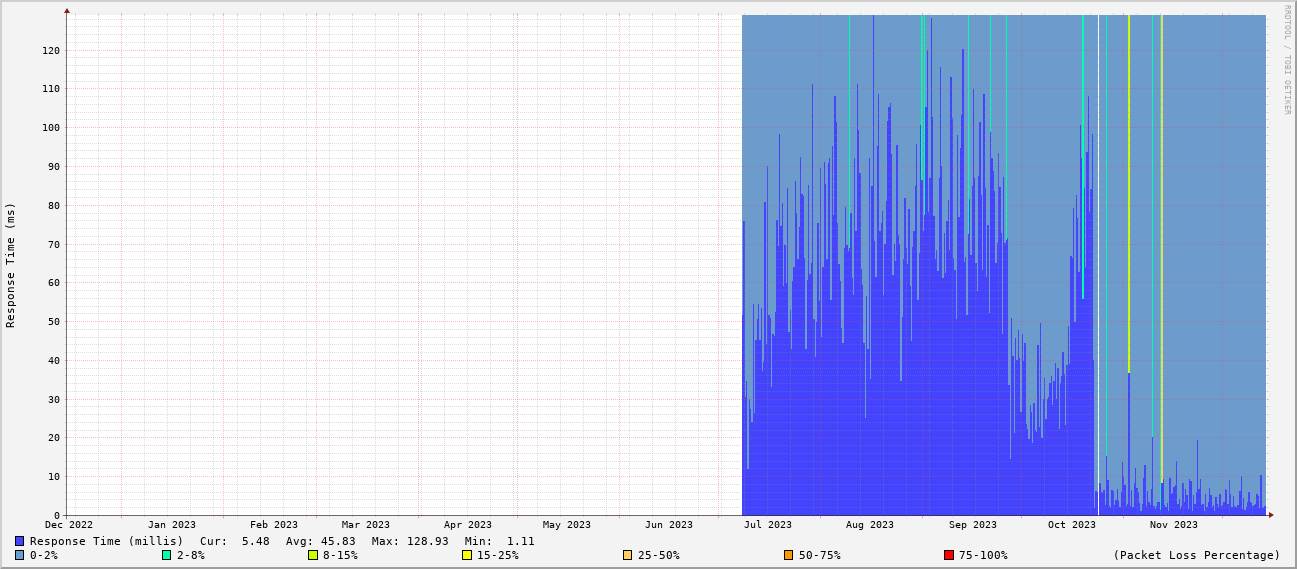 RRDTOOL / TOBI OETIKER
Response Time (ms)
120
110
100
90
80
70
60
50
40
30
20
10
0
Dec 2022 Jan 2023 Feb 2023 Mar 2023 Apr 2023 May 2023 Jun 2023 Jul 2023 Aug 2023 Sep 2023 Oct 2023 Nov 2023
Response Time (millis) Cur: 5.48 Avg: 45.83 Max: 128.93 Min: 1.11
0-2% 2-8% 8-15% 15-25% 25-50% 50-75% 75-100% (Packet Loss Percentage)